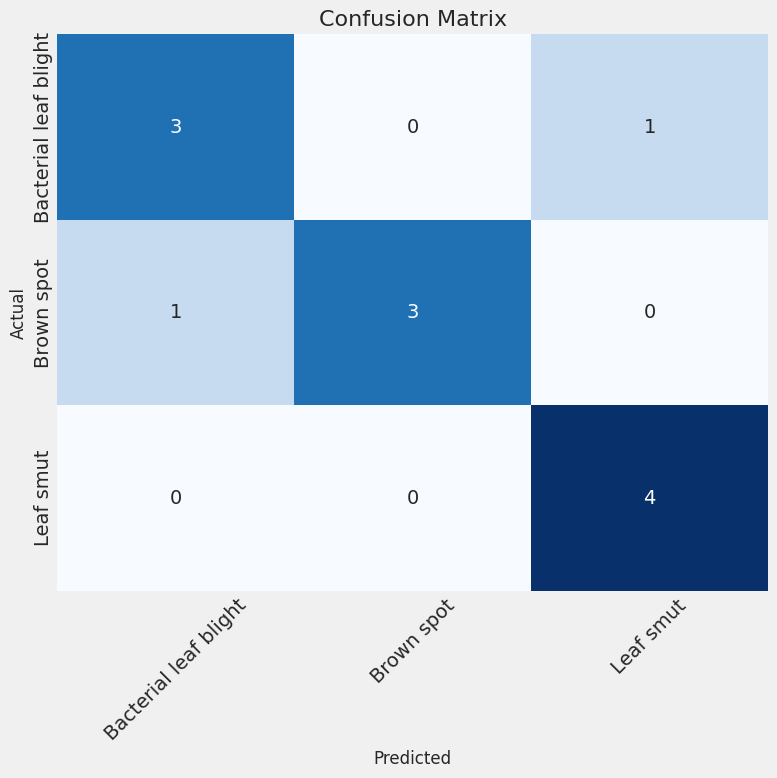 Confusion Matrix
Actual
Bacterial leaf blight
3 0 1
Brown spot
1 3 0
Leaf smut
0 0 4
Bacterial leaf blight
Brown spot
Leaf smut
Predicted